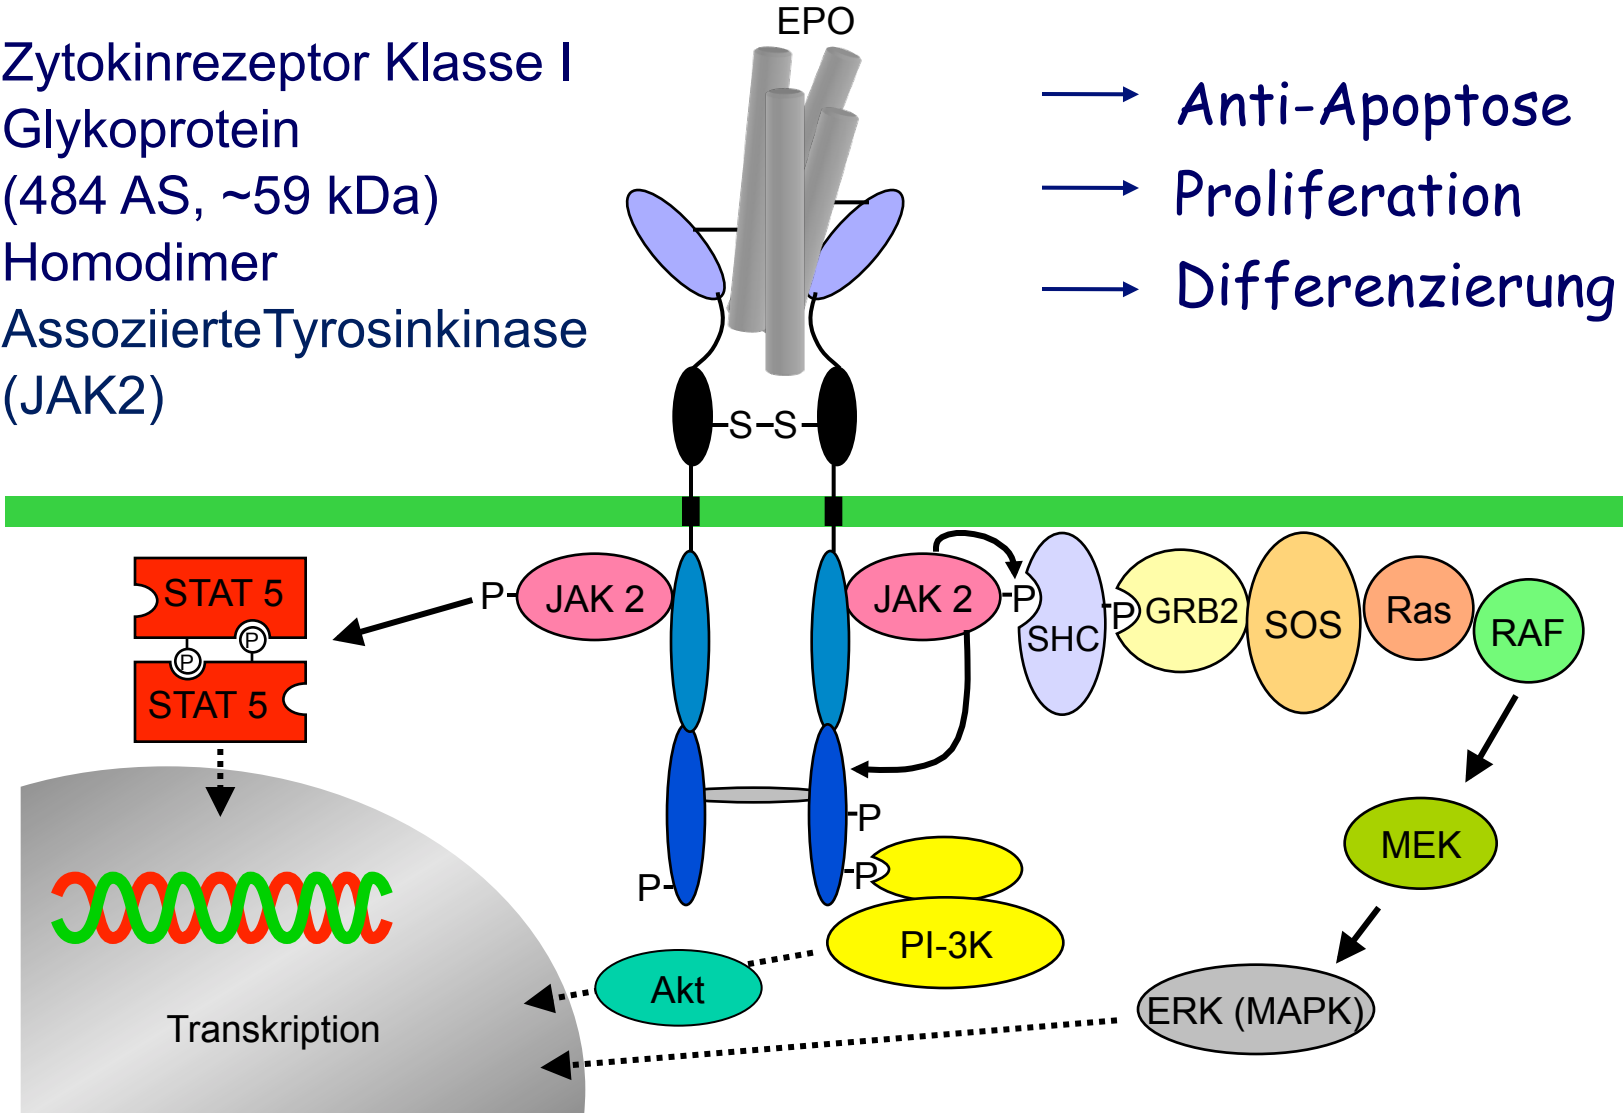 EPO
Zytokinrezeptor Klasse I
Glykoprotein
(484 AS, ~59 kDa)
Homodimer
AssoziierteTyrosinkinase
(JAK2)
Anti-Apoptose
Proliferation
Differenzierung
-S-S-
STAT 5
P
P
STAT 5
P-
JAK 2
JAK 2
-P
SHC
-P
GRB2
SOS
Ras
RAF
-P
P-
-P
MEK
PI-3K
Akt
ERK (MAPK)
Transkription